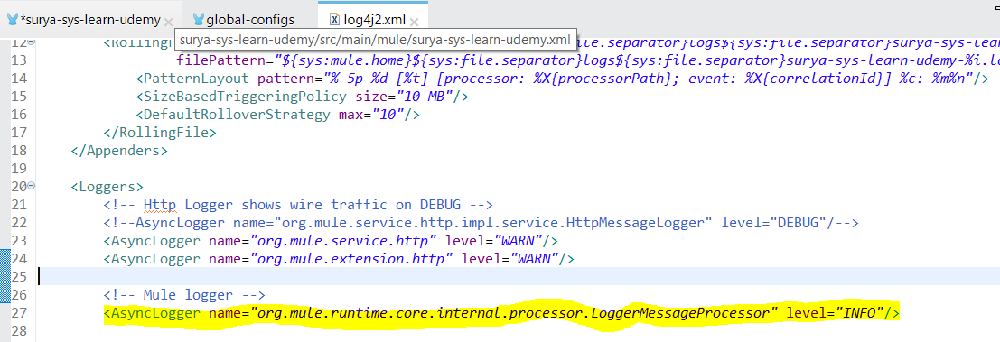 *surya-sys-learn-udemy global-configs log4j2.xml
surya-sys-learn-udemy/src/main/mule/surya-sys-learn-udemy.xml
12 <RollingF file.separator}logs${sys:file.separator}surya-sys-lea
13 filePattern="${sys:mule.home}${sys:file.separator}logs${sys:file.separator}surya-sys-learn-udemy-%i.lo
14 <PatternLayout pattern="%-5p %d [%t] [processor: %X{processorPath}; event: %X{correlationId}] %c: %m%n"/>
15 <SizeBasedTriggeringPolicy size="10 MB"/>
16 <DefaultRolloverStrategy max="10"/>
17 </RollingFile>
18 </Appenders>
19
20 <Loggers>
21 <!-- Http Logger shows wire traffic on DEBUG -->
22 <!--AsyncLogger name="org.mule.service.http.impl.service.HttpMessageLogger" level="DEBUG"/-->
23 <AsyncLogger name="org.mule.service.http" level="WARN"/>
24 <AsyncLogger name="org.mule.extension.http" level="WARN"/>
25
26 <!-- Mule logger -->
27 <AsyncLogger name="org.mule.runtime.core.internal.processor.LoggerMessageProcessor" level="INFO"/>
28